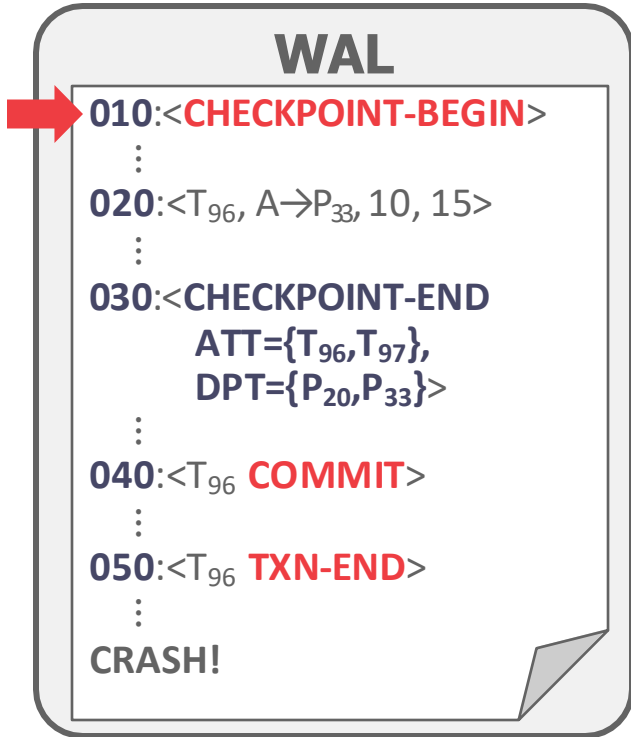 WAL
010:<CHECKPOINT-BEGIN>
⋮
020:<T₉₆, A→P₃₃, 10, 15>
⋮
030:<CHECKPOINT-END
ATT={T₉₆,T₉₇},
DPT={P₂₀,P₃₃}>
⋮
040:<T₉₆ COMMIT>
⋮
050:<T₉₆ TXN-END>
⋮
CRASH!